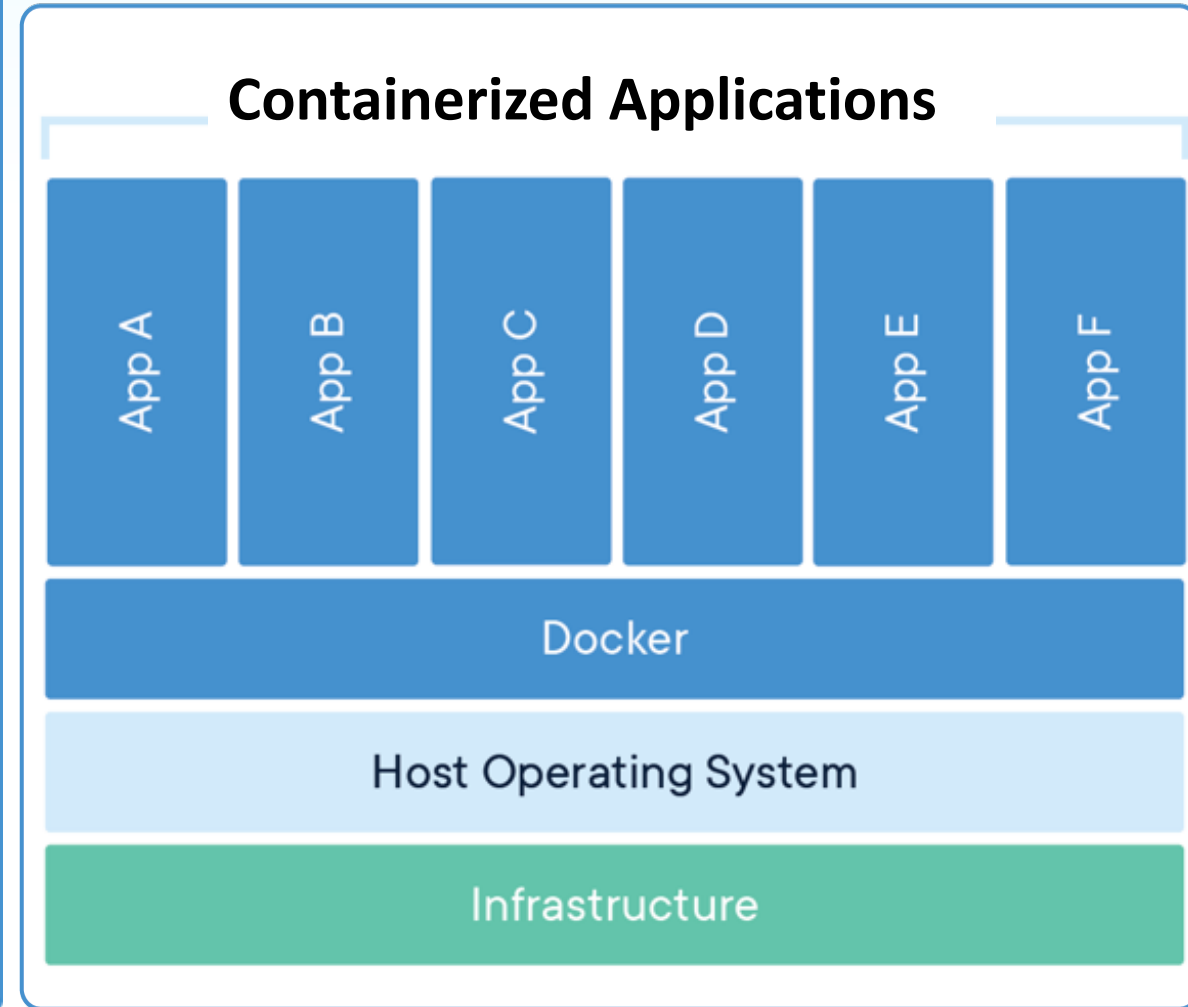 Containerized Applications
App A
App B
App C
App D
App E
App F
Docker
Host Operating System
Infrastructure